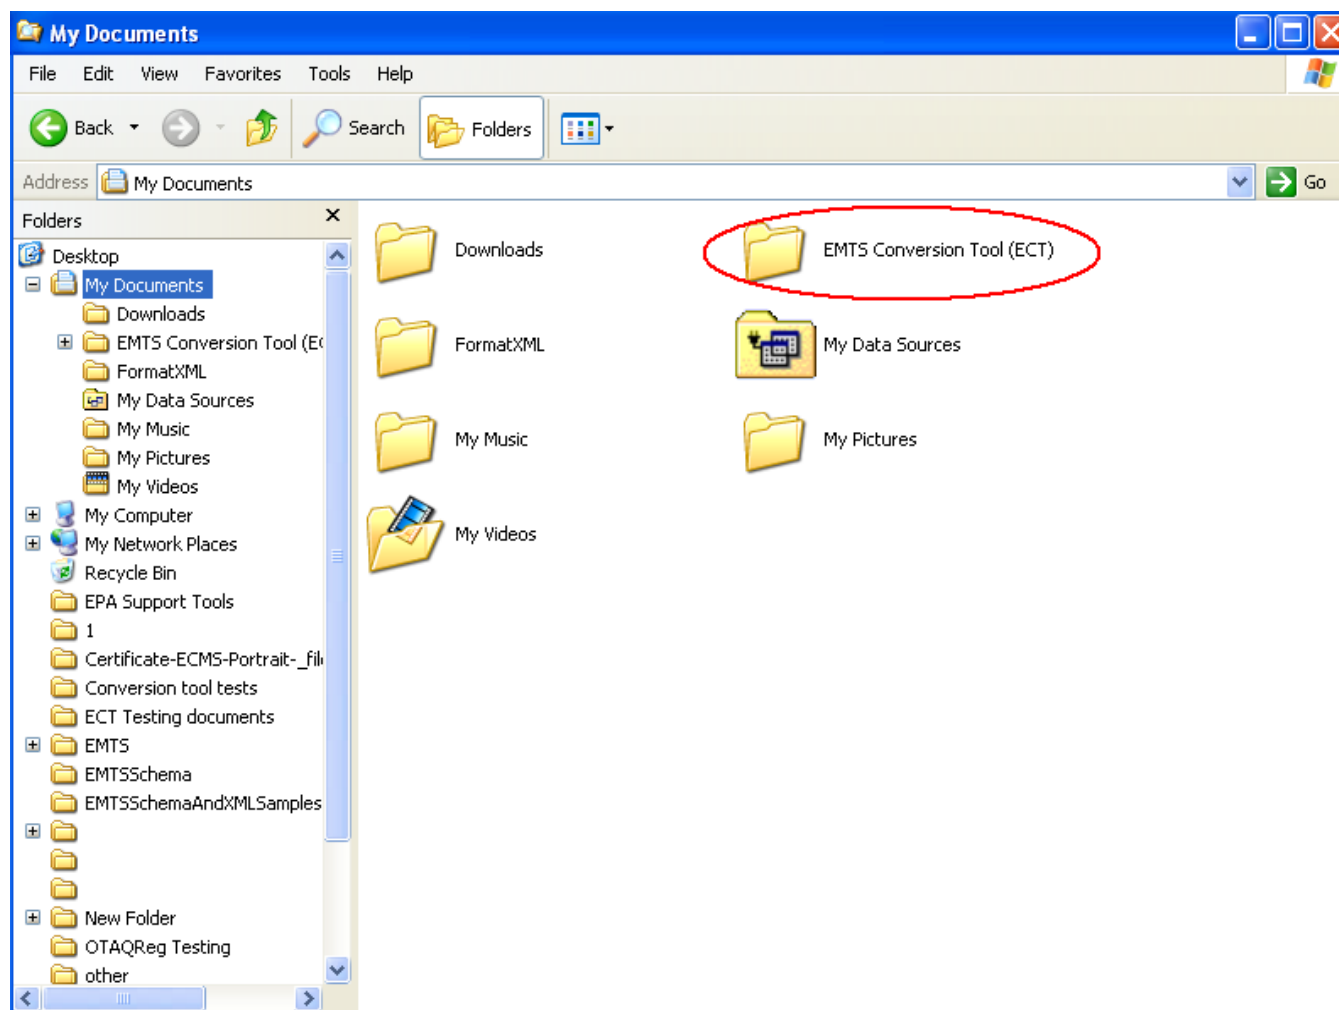 My Documents
File Edit View Favorites Tools Help
Back Search Folders
Address My Documents Go
Folders
Desktop
My Documents
Downloads
EMTS Conversion Tool (E
FormatXML
My Data Sources
My Music
My Pictures
My Videos
My Computer
My Network Places
Recycle Bin
EPA Support Tools
1
Certificate-ECMS-Portrait-_fil
Conversion tool tests
ECT Testing documents
EMTS
EMTSSchema
EMTSSchemaAndXMLSamples
New Folder
OTAQReg Testing
other
Downloads
EMTS Conversion Tool (ECT)
FormatXML
My Data Sources
My Music
My Pictures
My Videos